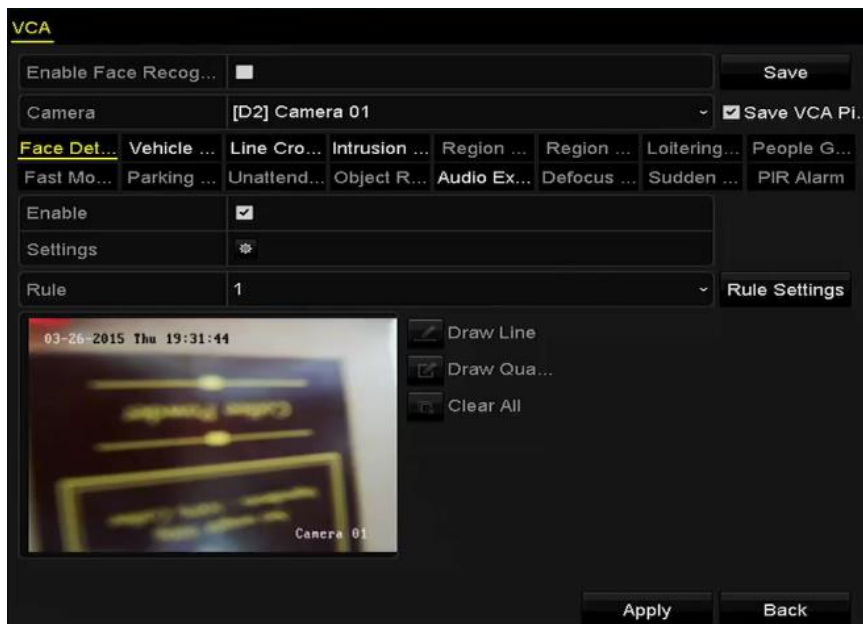 VCA
Enable Face Recog...
Save
Camera [D2] Camera 01
Save VCA Pi.
Face Det... Vehicle ... Line Cro... Intrusion ... Region ... Region ... Loitering... People G...
Fast Mo... Parking ... Unattend... Object R... Audio Ex... Defocus ... Sudden ... PIR Alarm
Enable
Settings
Rule 1 Rule Settings
03-26-2015 Thu 19:31:44
Draw Line
Draw Qua...
Clear All
Camera 01
Apply Back